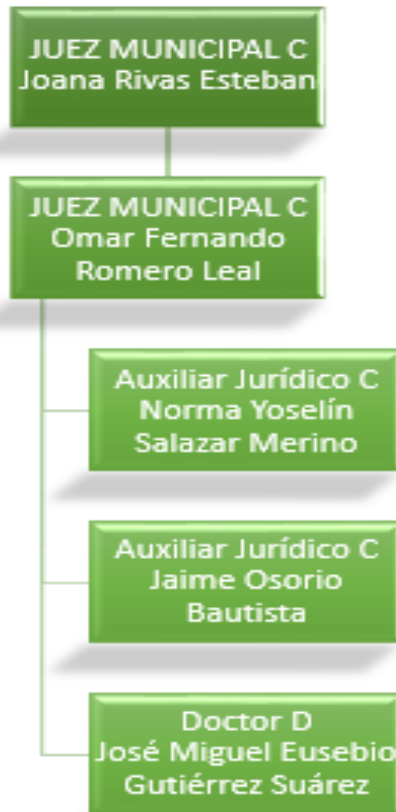 JUEZ MUNICIPAL C
Joana Rivas Esteban
JUEZ MUNICIPAL C
Omar Fernando
Romero Leal
Auxiliar Jurídico C
Norma Yoselín
Salazar Merino
Auxiliar Jurídico C
Jaime Osorio
Bautista
Doctor D
José Miguel Eusebio
Gutiérrez Suárez